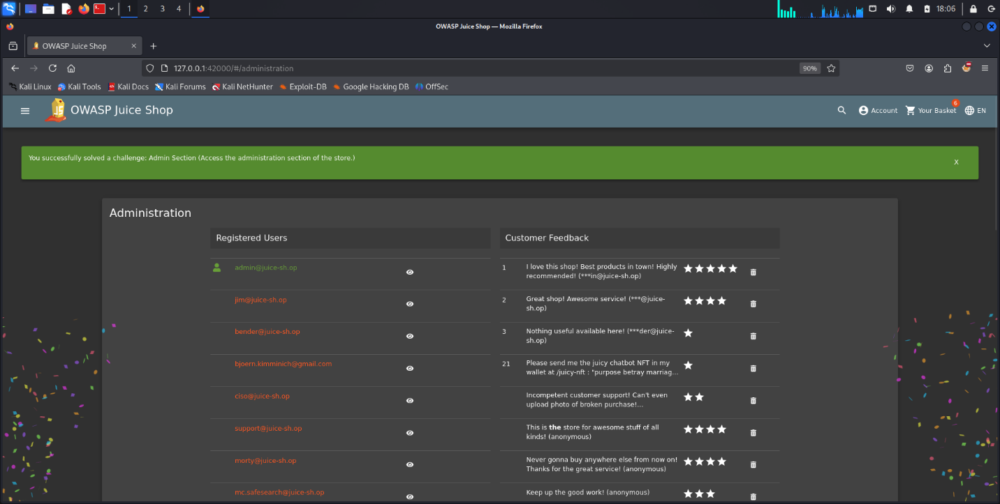 1 2 3 4 18:06
OWASP Juice Shop — Mozilla Firefox
OWASP Juice Shop
127.0.0.1:42000/#/administration 90%
Kali Linux Kali Tools Kali Docs Kali Forums Kali NetHunter Exploit-DB Google Hacking DB OffSec
OWASP Juice Shop Account Your Basket 6 EN
You successfully solved a challenge: Admin Section (Access the administration section of the store.) X
Administration
Registered Users
admin@juice-sh.op
jim@juice-sh.op
bender@juice-sh.op
bjoern.kimminich@gmail.com
ciso@juice-sh.op
support@juice-sh.op
morty@juice-sh.op
mc.safesearch@juice-sh.op
Customer Feedback
1 I love this shop! Best products in town! Highly
recommended! (***in@juice-sh.op)
2 Great shop! Awesome service! (***@juice-
sh.op)
3 Nothing useful available here! (***der@juice-
sh.op)
21 Please send me the juicy chatbot NFT in my
wallet at /juicy-nft : "purpose betray marriag...
Incompetent customer support! Can't even
upload photo of broken purchase!...
This is the store for awesome stuff of all
kinds! (anonymous)
Never gonna buy anywhere else from now on!
Thanks for the great service! (anonymous)
Keep up the good work! (anonymous)